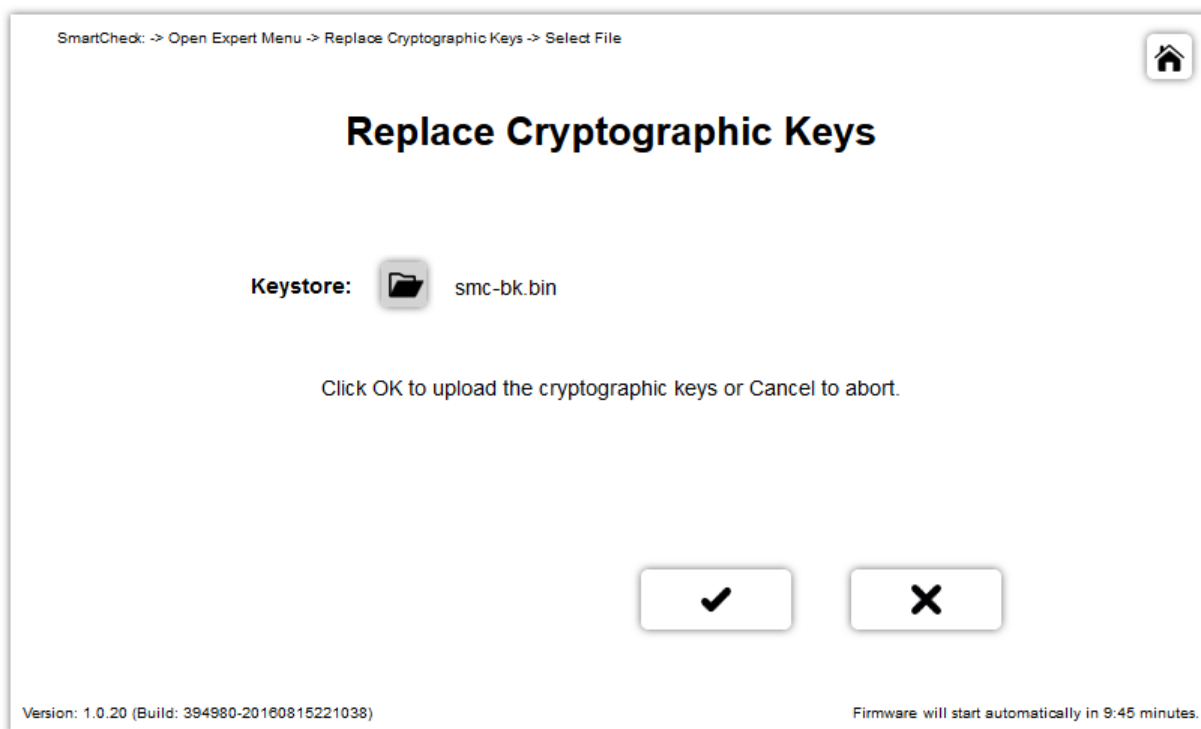 SmartCheck: -> Open Expert Menu -> Replace Cryptographic Keys -> Select File
Replace Cryptographic Keys
Keystore: smc-bk.bin
Click OK to upload the cryptographic keys or Cancel to abort.
Version: 1.0.20 (Build: 394980-20160815221038) Firmware will start automatically in 9:45 minutes.